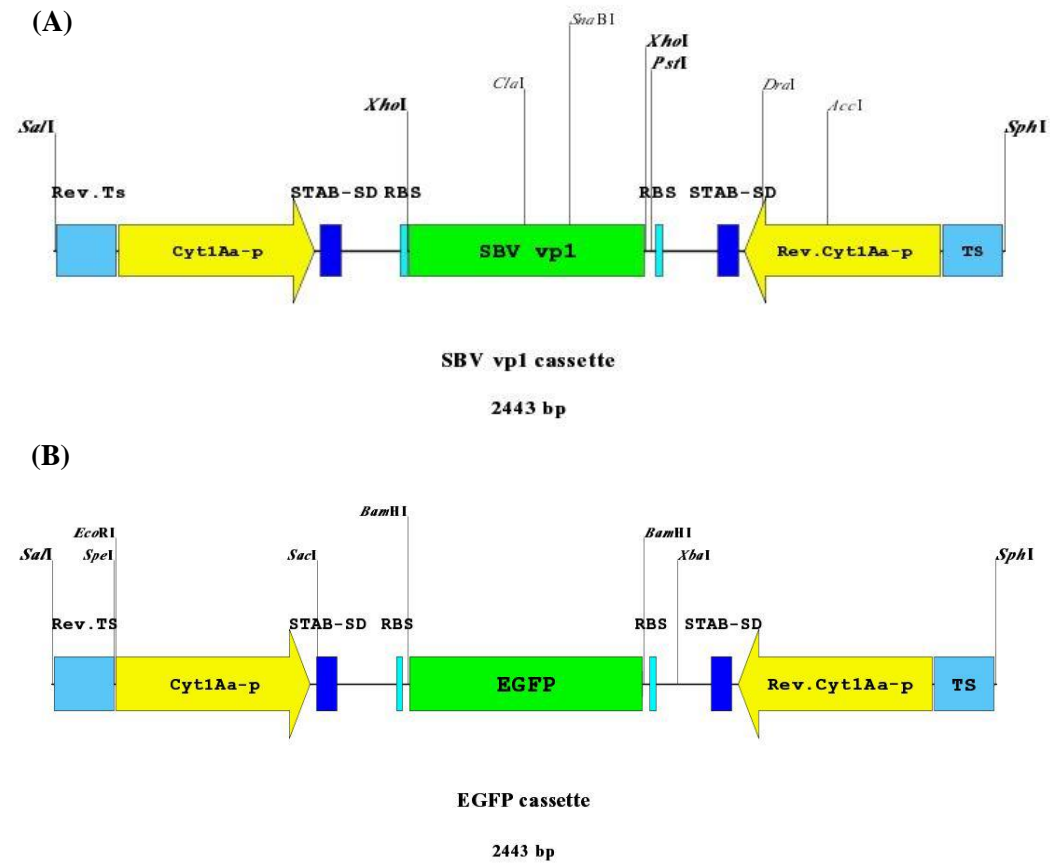 (A)
SnaBI
XhoI
PstI
ClaI
DraI
XhoI
AccI
SalI
SphI
Rev.Ts
STAB-SD RBS
RBS STAB-SD
Cyt1Aa-p
SBV vp1
Rev.Cyt1Aa-p
TS
SBV vp1 cassette
2443 bp
(B)
BamHI
EcoRI
BamHI
SalI
SpeI
SacI
XbaI
SphI
Rev.TS
STAB-SD RBS
RBS STAB-SD
Cyt1Aa-p
EGFP
Rev.Cyt1Aa-p
TS
EGFP cassette
2443 bp